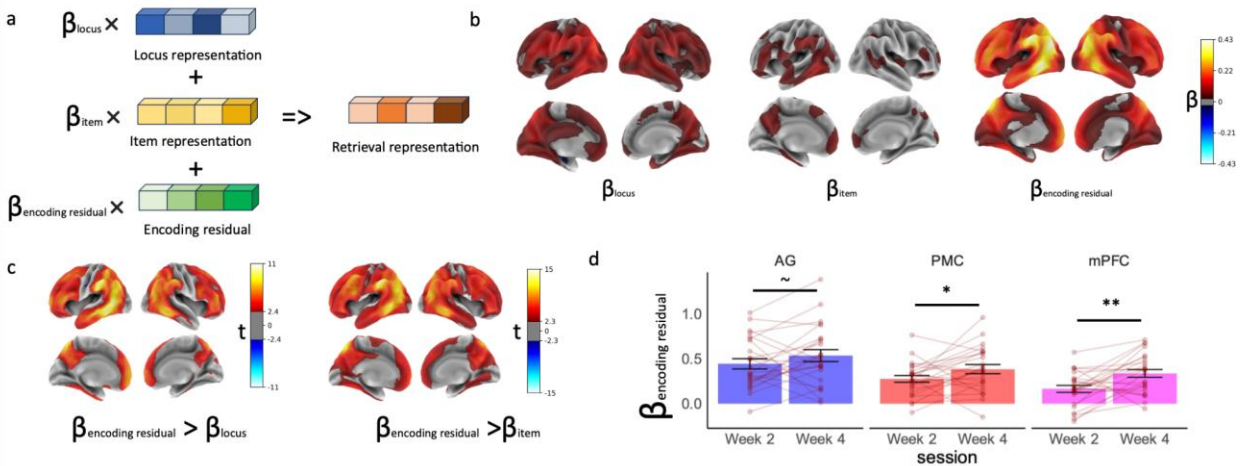 a
βlocus ×
Locus representation
+
βitem ×
Item representation
=>
Retrieval representation
+
βencoding residual ×
Encoding residual
b
βlocus
βitem
βencoding residual
β
0.43
0.22
0
-0.21
-0.43
c
11
2.4
0
-2.3
-11
t
βencoding residual > βlocus
15
2.3
0
-2.3
-15
t
βencoding residual >βitem
d
AG
PMC
mPFC
~
*
**
βencoding residual
1.0
0.5
0.0
Week 2 Week 4
Week 2 Week 4
Week 2 Week 4
session